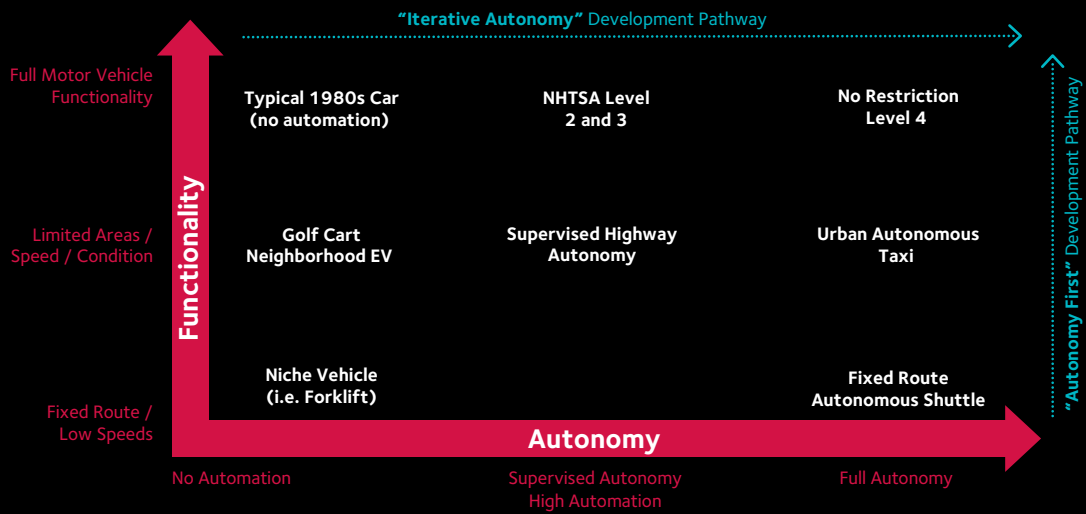 “Iterative Autonomy” Development Pathway
Full Motor Vehicle
Functionality
Typical 1980s Car
(no automation)
NHTSA Level
2 and 3
No Restriction
Level 4
Limited Areas /
Speed / Condition
Golf Cart
Neighborhood EV
Supervised Highway
Autonomy
Urban Autonomous
Taxi
Fixed Route /
Low Speeds
Niche Vehicle
(i.e. Forklift)
Fixed Route
Autonomous Shuttle
Functionality
“Autonomy First” Development Pathway
Autonomy
No Automation
Supervised Autonomy
High Automation
Full Autonomy